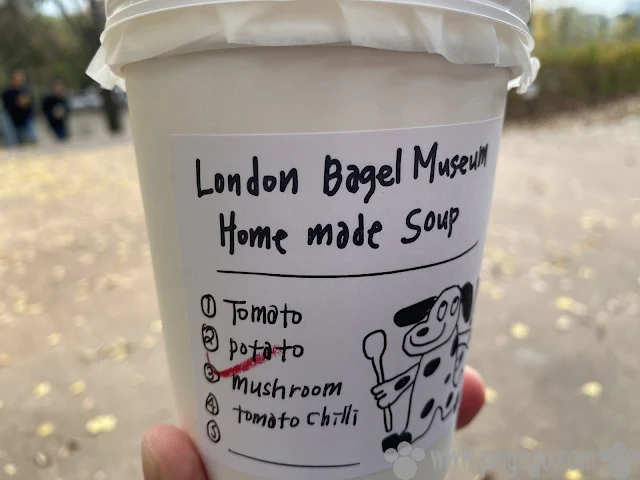 London Bagel Museum
Home made Soup
① Tomato
② potato
③ mushroom
④ tomato chilli
⑤